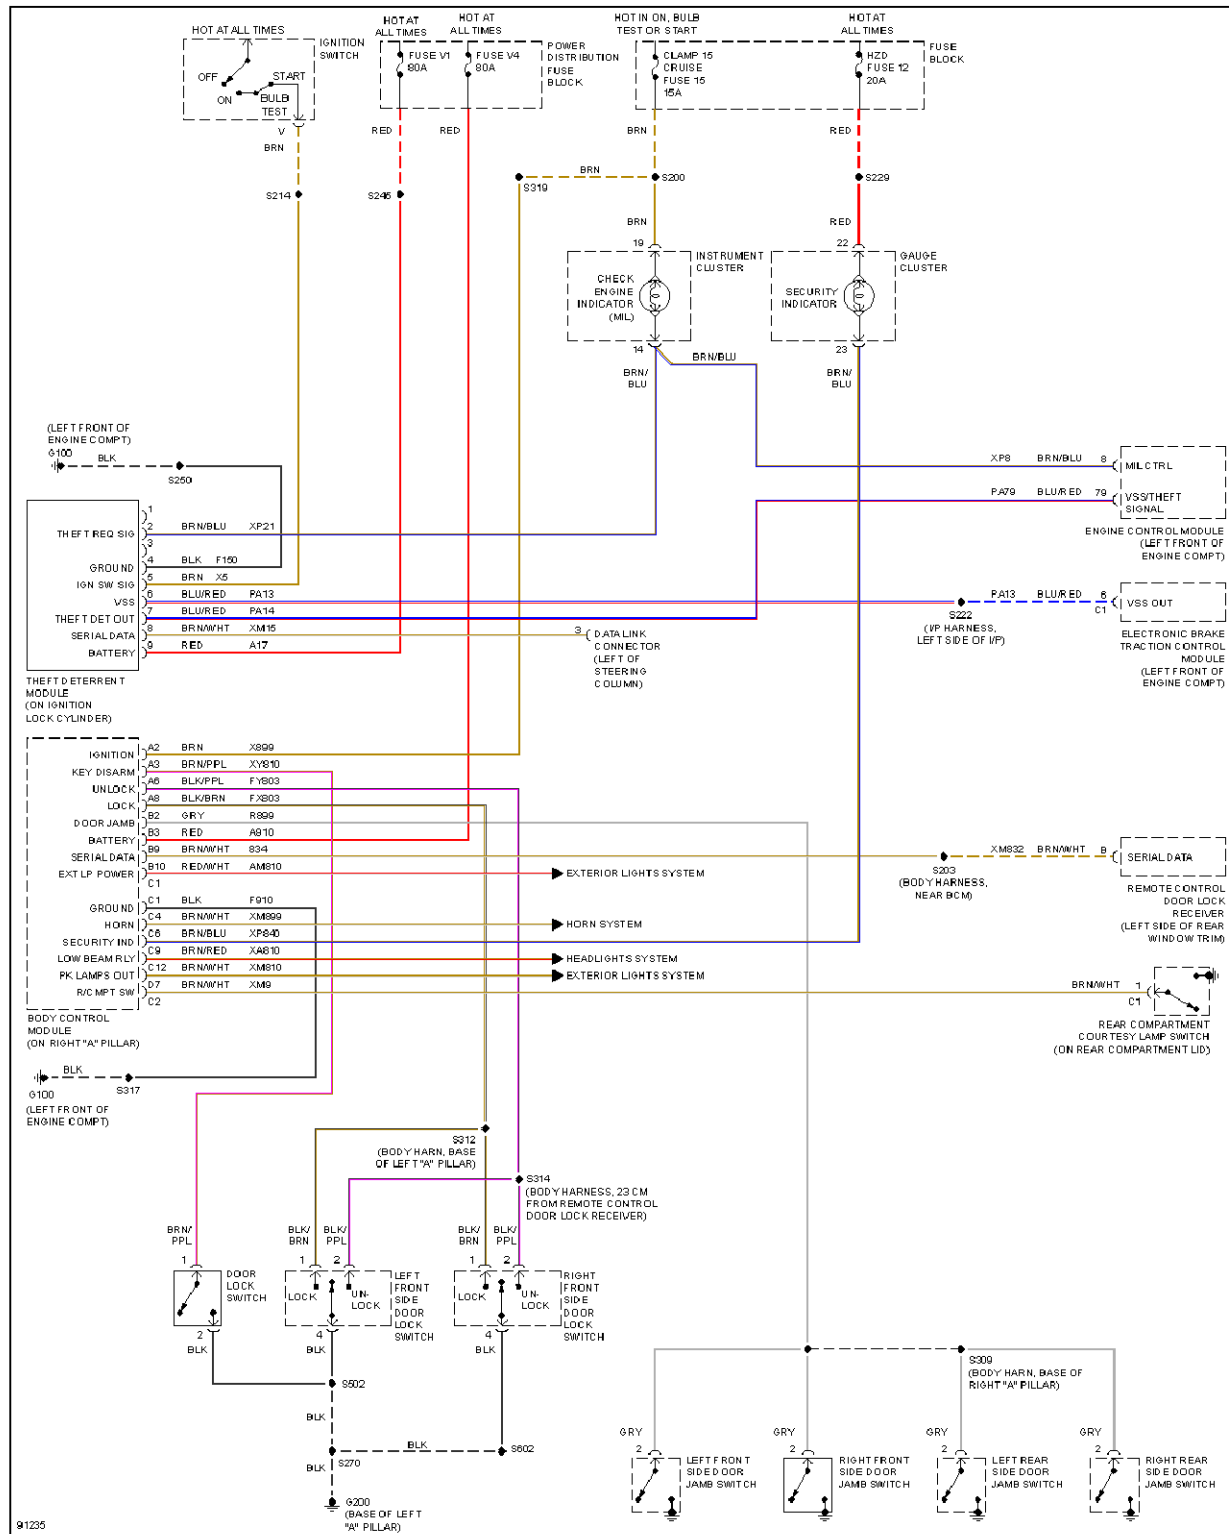 HOT AT ALL TIMES
IGNITION
SWITCH
OFF
START
ON
BULB
TEST
V
BRN
S214
HOT AT
ALL TIMES
HOT AT
ALL TIMES
FUSE V1
80A
FUSE V4
80A
POWER
DISTRIBUTION
FUSE
BLOCK
RED
RED
S245
HOT IN ON, BULB
TEST OR START
HOT AT
ALL TIMES
CLAMP 15
CRUISE
FUSE 15
15A
HZD
FUSE 12
20A
FUSE
BLOCK
BRN
RED
BRN
S319
S200
S229
BRN
RED
19
INSTRUMENT
CLUSTER
22
GAUGE
CLUSTER
CHECK
ENGINE
INDICATOR
(MIL)
SECURITY
INDICATOR
14
BRN/BLU
23
BRN/
BLU
BRN/
BLU
(LEFT FRONT OF
ENGINE COMPT)
G100
BLK
S250
XP8 BRN/BLU 8
MIL CTRL
PA79 BLU/RED 79
VSS/THEFT
SIGNAL
ENGINE CONTROL MODULE
(LEFT FRONT OF
ENGINE COMPT)
1
THEFT REQ SIG 2 BRN/BLU XP21
3
GROUND 4 BLK F150
IGN SW SIG 5 BRN X5
VSS 6 BLU/RED PA13
THEFT DET OUT 7 BLU/RED PA14
SERIAL DATA 8 BRN/WHT XM15
BATTERY 9 RED A17
THEFT DETERRENT
MODULE
(ON IGNITION
LOCK CYLINDER)
3 DATA LINK
CONNECTOR
(LEFT OF
STEERING
COLUMN)
S222
(I/P HARNESS,
LEFT SIDE OF I/P)
PA13 BLU/RED 6
C1
VSS OUT
ELECTRONIC BRAKE
TRACTION CONTROL
MODULE
(LEFT FRONT OF
ENGINE COMPT)
IGNITION A2 BRN X899
KEY DISARM A3 BRN/PPL XY810
UNLOCK A6 BLK/PPL FY803
LOCK A8 BLK/BRN FX803
DOOR JAMB B2 GRY R899
BATTERY B3 RED A910
SERIAL DATA B9 BRN/WHT 834
EXT LP POWER B10 RED/WHT AM810
C1
EXTERIOR LIGHTS SYSTEM
GROUND C1 BLK F910
HORN C4 BRN/WHT XM899
HORN SYSTEM
SECURITY IND C6 BRN/BLU XP840
LOW BEAM RLY C9 BRN/RED XA810
HEADLIGHTS SYSTEM
PK LAMPS OUT C12 BRN/WHT XM810
EXTERIOR LIGHTS SYSTEM
R/C MPT SW D7 BRN/WHT XM9
C2
BODY CONTROL
MODULE
(ON RIGHT "A" PILLAR)
S203
(BODY HARNESS,
NEAR BCM)
XM832 BRN/WHT B
SERIAL DATA
REMOTE CONTROL
DOOR LOCK
RECEIVER
(LEFT SIDE OF REAR
WINDOW TRIM)
BRN/WHT 1
C1
REAR COMPARTMENT
COURTESY LAMP SWITCH
(ON REAR COMPARTMENT LID)
BLK
G100
S317
(LEFT FRONT OF
ENGINE COMPT)
S312
(BODY HARN, BASE
OF LEFT "A" PILLAR)
S314
(BODY HARNESS, 23 CM
FROM REMOTE CONTROL
DOOR LOCK RECEIVER)
BRN/
PPL
BLK/
BRN
BLK/
PPL
BLK/
BRN
BLK/
PPL
1
1
2
1
2
DOOR
LOCK
SWITCH
LOCK
UN-
LOCK
LEFT
FRONT
SIDE
DOOR
LOCK
SWITCH
LOCK
UN-
LOCK
RIGHT
FRONT
SIDE
DOOR
LOCK
SWITCH
2
4
4
BLK
BLK
BLK
S502
BLK
BLK
S602
S270
BLK
G200
(BASE OF LEFT
"A" PILLAR)
S309
(BODY HARN, BASE OF
RIGHT "A" PILLAR)
GRY
GRY
GRY
GRY
2
2
2
2
LEFT FRONT
SIDE DOOR
JAMB SWITCH
RIGHT FRONT
SIDE DOOR
JAMB SWITCH
LEFT REAR
SIDE DOOR
JAMB SWITCH
RIGHT REAR
SIDE DOOR
JAMB SWITCH
91235